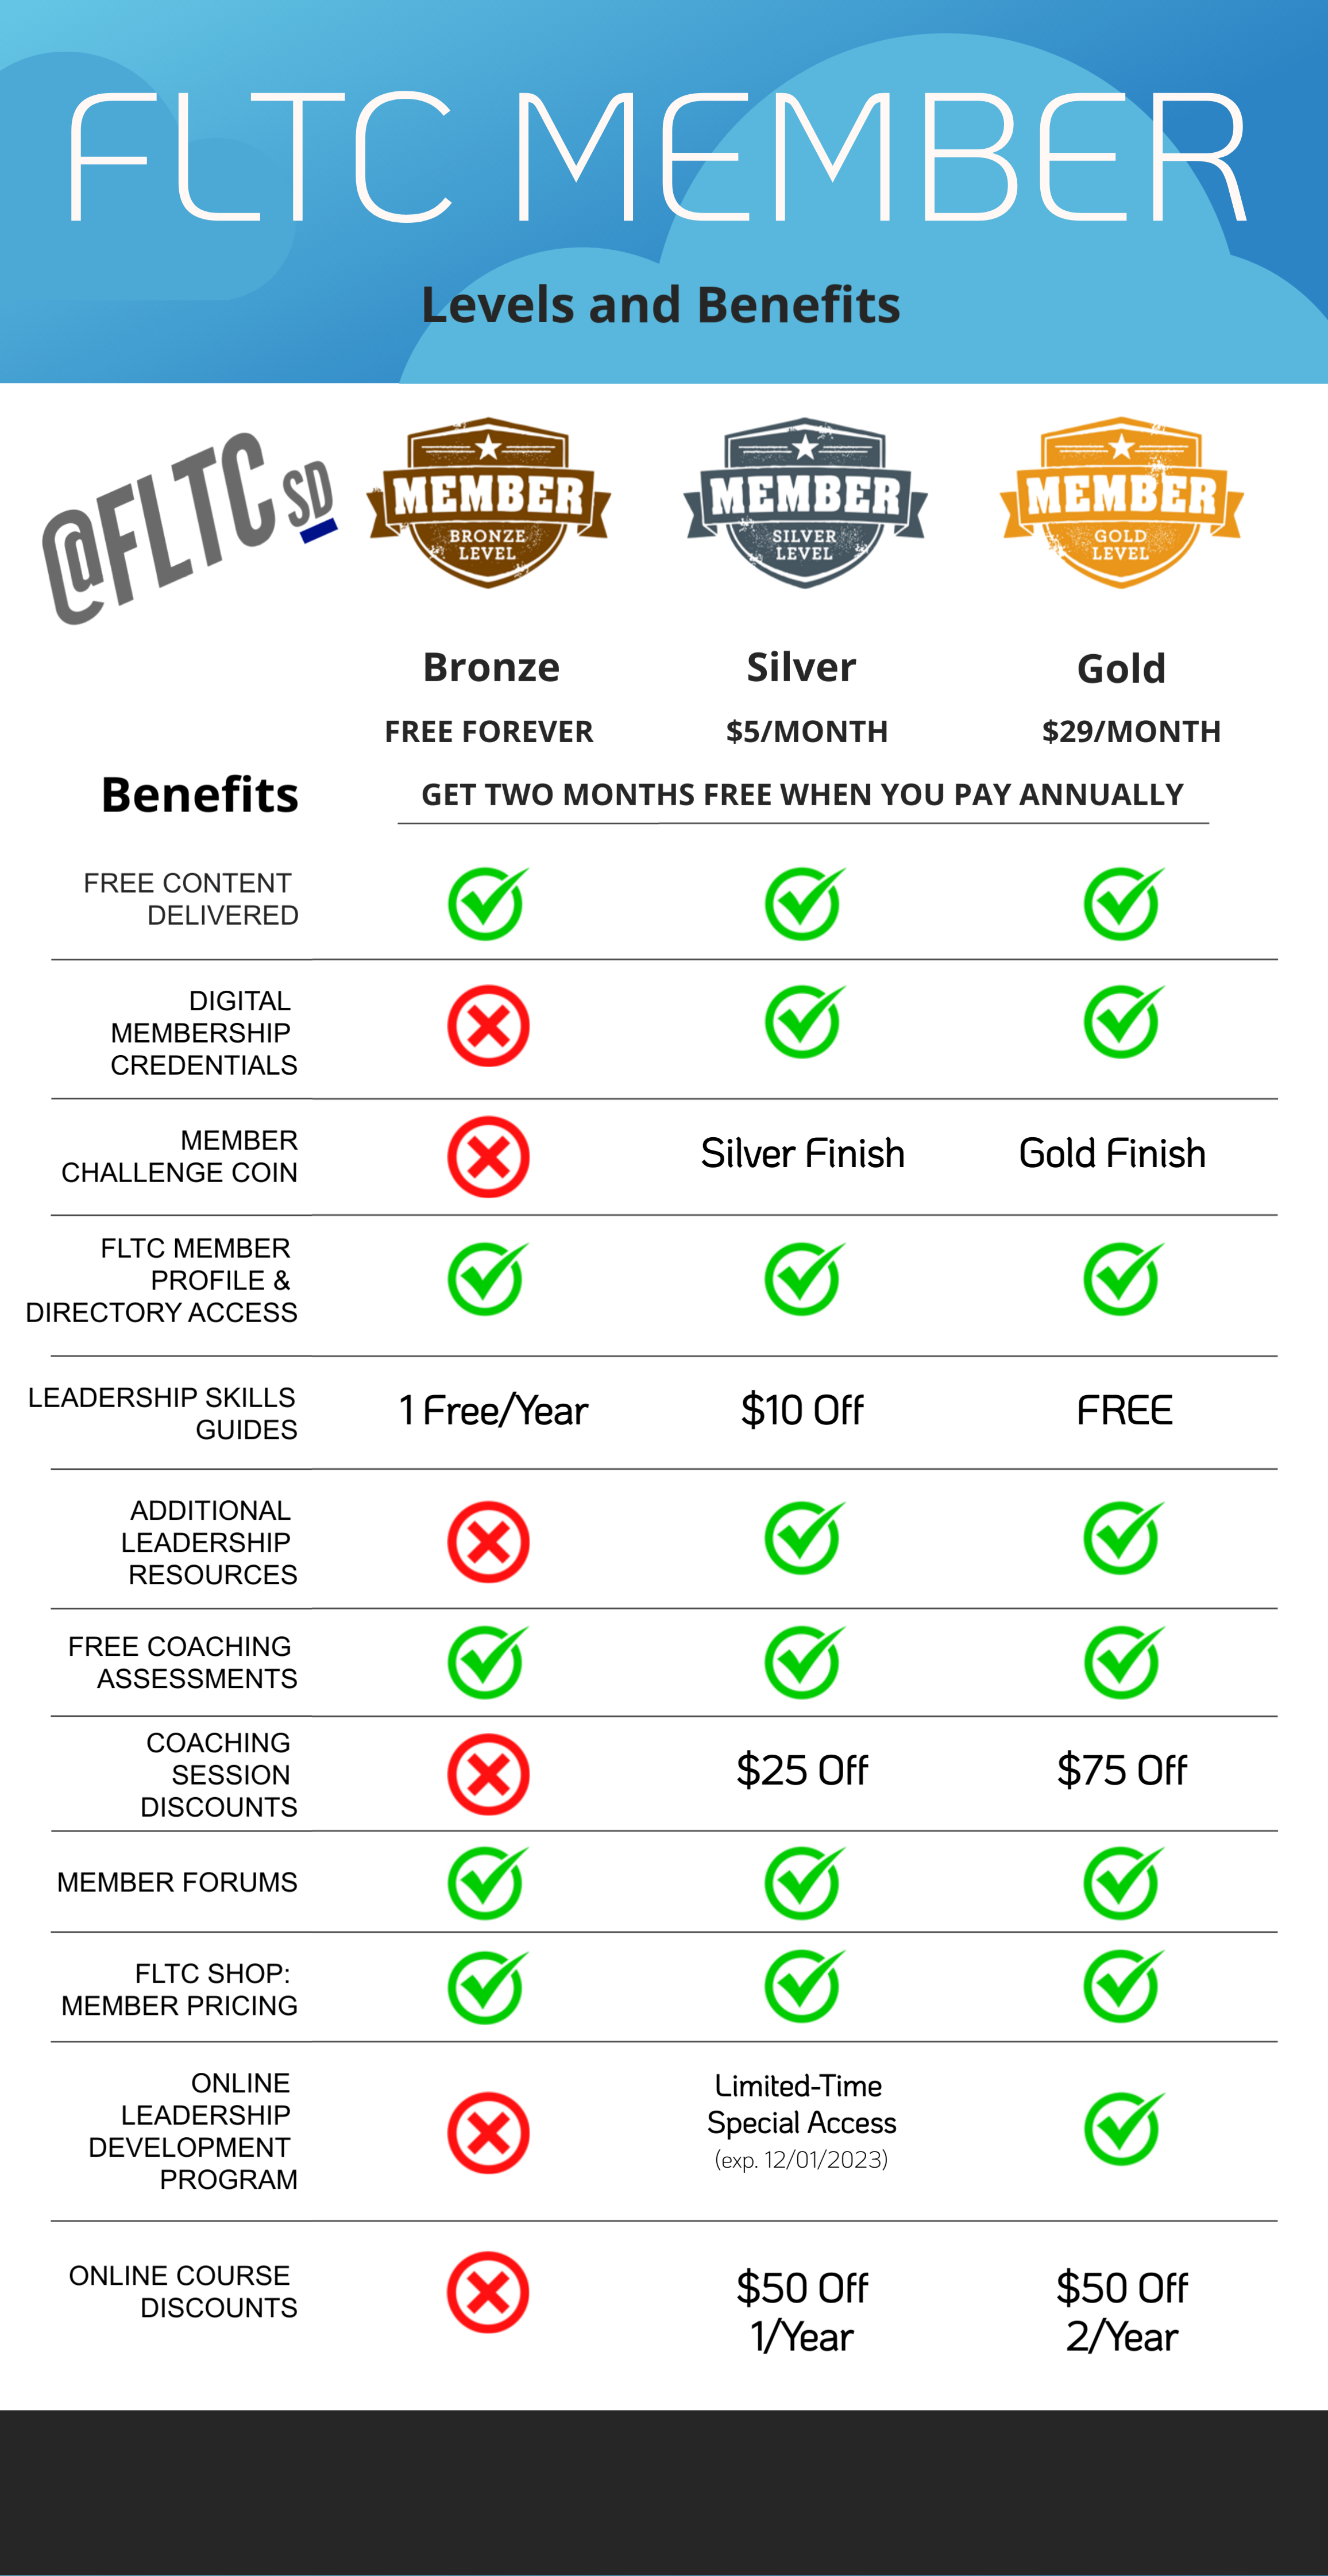 FLTC MEMBER
Levels and Benefits
@FLTC SD
MEMBER
BRONZE
LEVEL
MEMBER
SILVER
LEVEL
MEMBER
GOLD
LEVEL
Bronze
Silver
Gold
FREE FOREVER
$5/MONTH
$29/MONTH
Benefits
GET TWO MONTHS FREE WHEN YOU PAY ANNUALLY
FREE CONTENT
DELIVERED
DIGITAL
MEMBERSHIP
CREDENTIALS
MEMBER
CHALLENGE COIN
Silver Finish
Gold Finish
FLTC MEMBER
PROFILE &
DIRECTORY ACCESS
LEADERSHIP SKILLS
GUIDES
1 Free/Year
$10 Off
FREE
ADDITIONAL
LEADERSHIP
RESOURCES
FREE COACHING
ASSESSMENTS
COACHING
SESSION
DISCOUNTS
$25 Off
$75 Off
MEMBER FORUMS
FLTC SHOP:
MEMBER PRICING
ONLINE
LEADERSHIP
DEVELOPMENT
PROGRAM
Limited-Time
Special Access
(exp. 12/01/2023)
ONLINE COURSE
DISCOUNTS
$50 Off
1/Year
$50 Off
2/Year